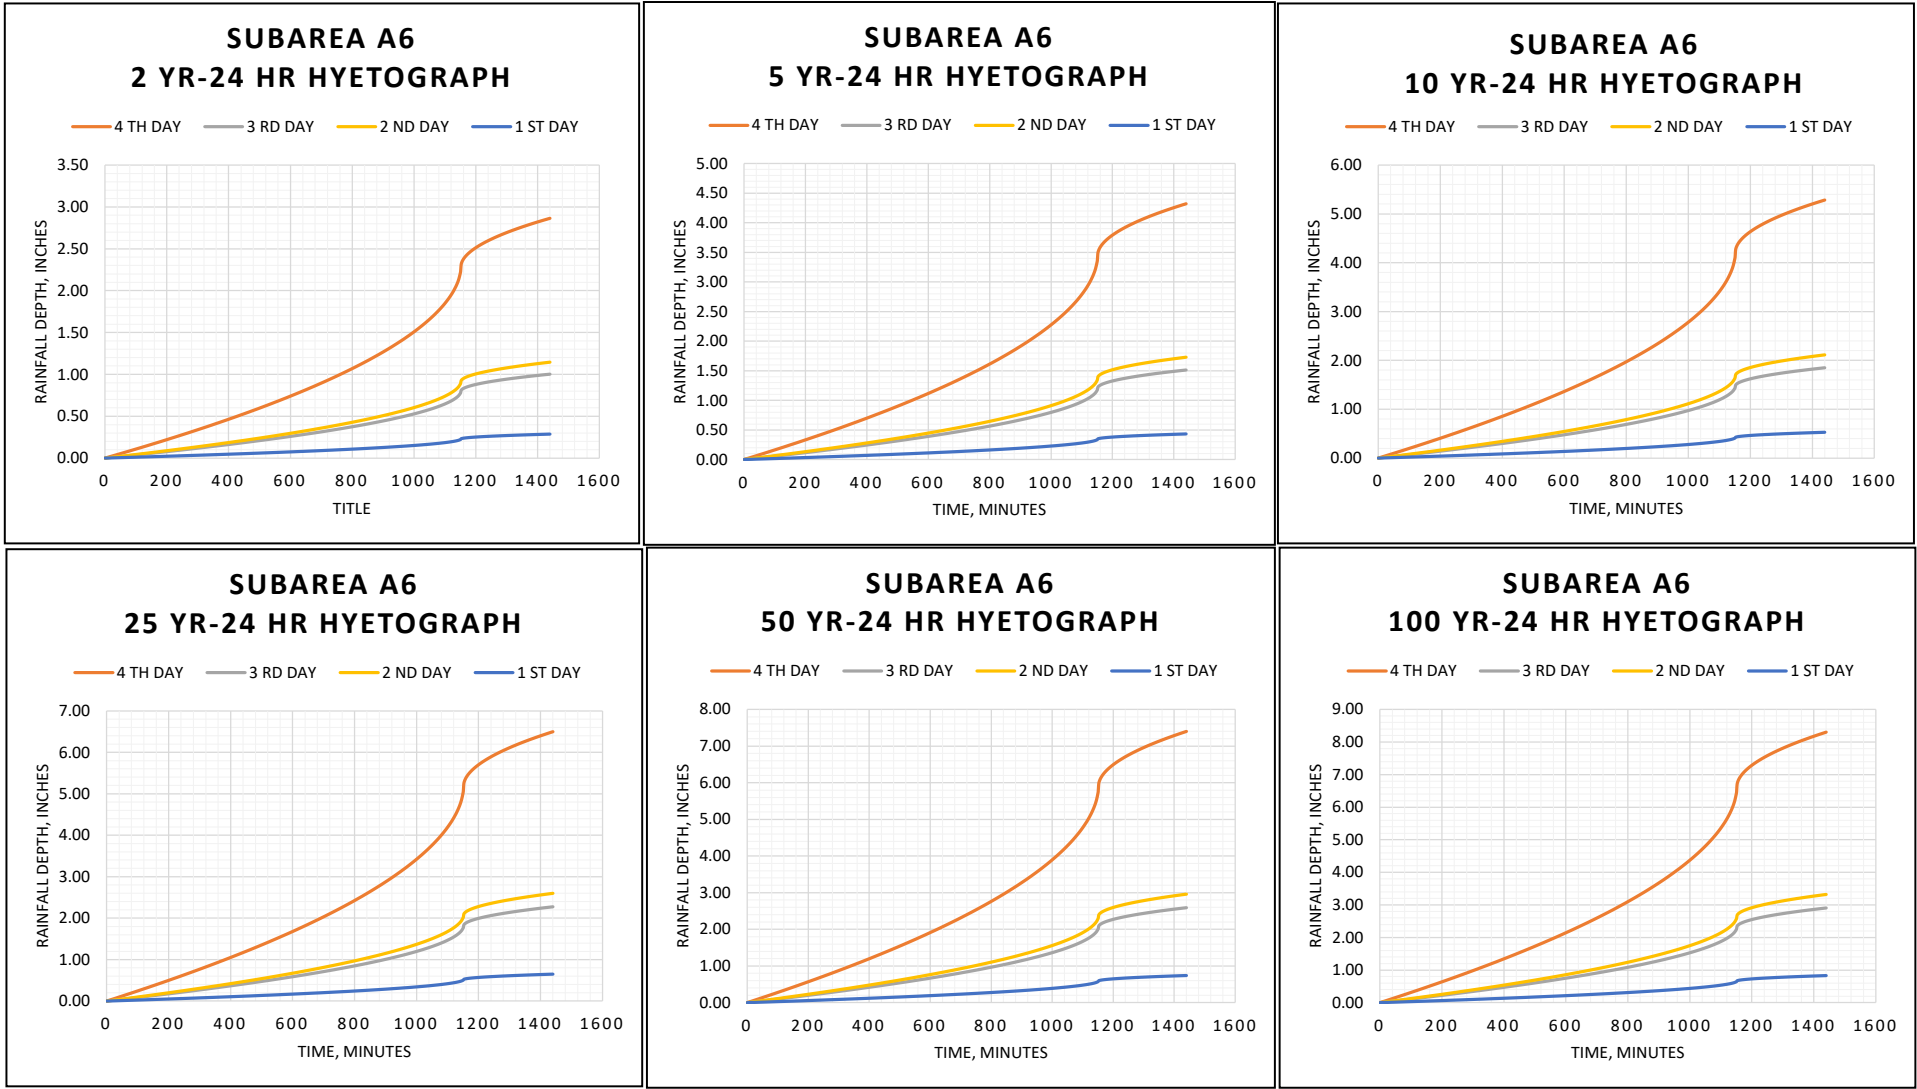 SUBAREA A6
2 YR-24 HR HYETOGRAPH
4 TH DAY 3 RD DAY 2 ND DAY 1 ST DAY
RAINFALL DEPTH, INCHES
3.50
3.00
2.50
2.00
1.50
1.00
0.50
0.00
0 200 400 600 800 1000 1200 1400 1600
TITLE
SUBAREA A6
5 YR-24 HR HYETOGRAPH
4 TH DAY 3 RD DAY 2 ND DAY 1 ST DAY
RAINFALL DEPTH, INCHES
5.00
4.50
4.00
3.50
3.00
2.50
2.00
1.50
1.00
0.50
0.00
0 200 400 600 800 1000 1200 1400 1600
TIME, MINUTES
SUBAREA A6
10 YR-24 HR HYETOGRAPH
4 TH DAY 3 RD DAY 2 ND DAY 1 ST DAY
RAINFALL DEPTH, INCHES
6.00
5.00
4.00
3.00
2.00
1.00
0.00
0 200 400 600 800 1000 1200 1400 1600
TIME, MINUTES
SUBAREA A6
25 YR-24 HR HYETOGRAPH
4 TH DAY 3 RD DAY 2 ND DAY 1 ST DAY
RAINFALL DEPTH, INCHES
7.00
6.00
5.00
4.00
3.00
2.00
1.00
0.00
0 200 400 600 800 1000 1200 1400 1600
TIME, MINUTES
SUBAREA A6
50 YR-24 HR HYETOGRAPH
4 TH DAY 3 RD DAY 2 ND DAY 1 ST DAY
RAINFALL DEPTH, INCHES
8.00
7.00
6.00
5.00
4.00
3.00
2.00
1.00
0.00
0 200 400 600 800 1000 1200 1400 1600
TIME, MINUTES
SUBAREA A6
100 YR-24 HR HYETOGRAPH
4 TH DAY 3 RD DAY 2 ND DAY 1 ST DAY
RAINFALL DEPTH, INCHES
9.00
8.00
7.00
6.00
5.00
4.00
3.00
2.00
1.00
0.00
0 200 400 600 800 1000 1200 1400 1600
TIME, MINUTES